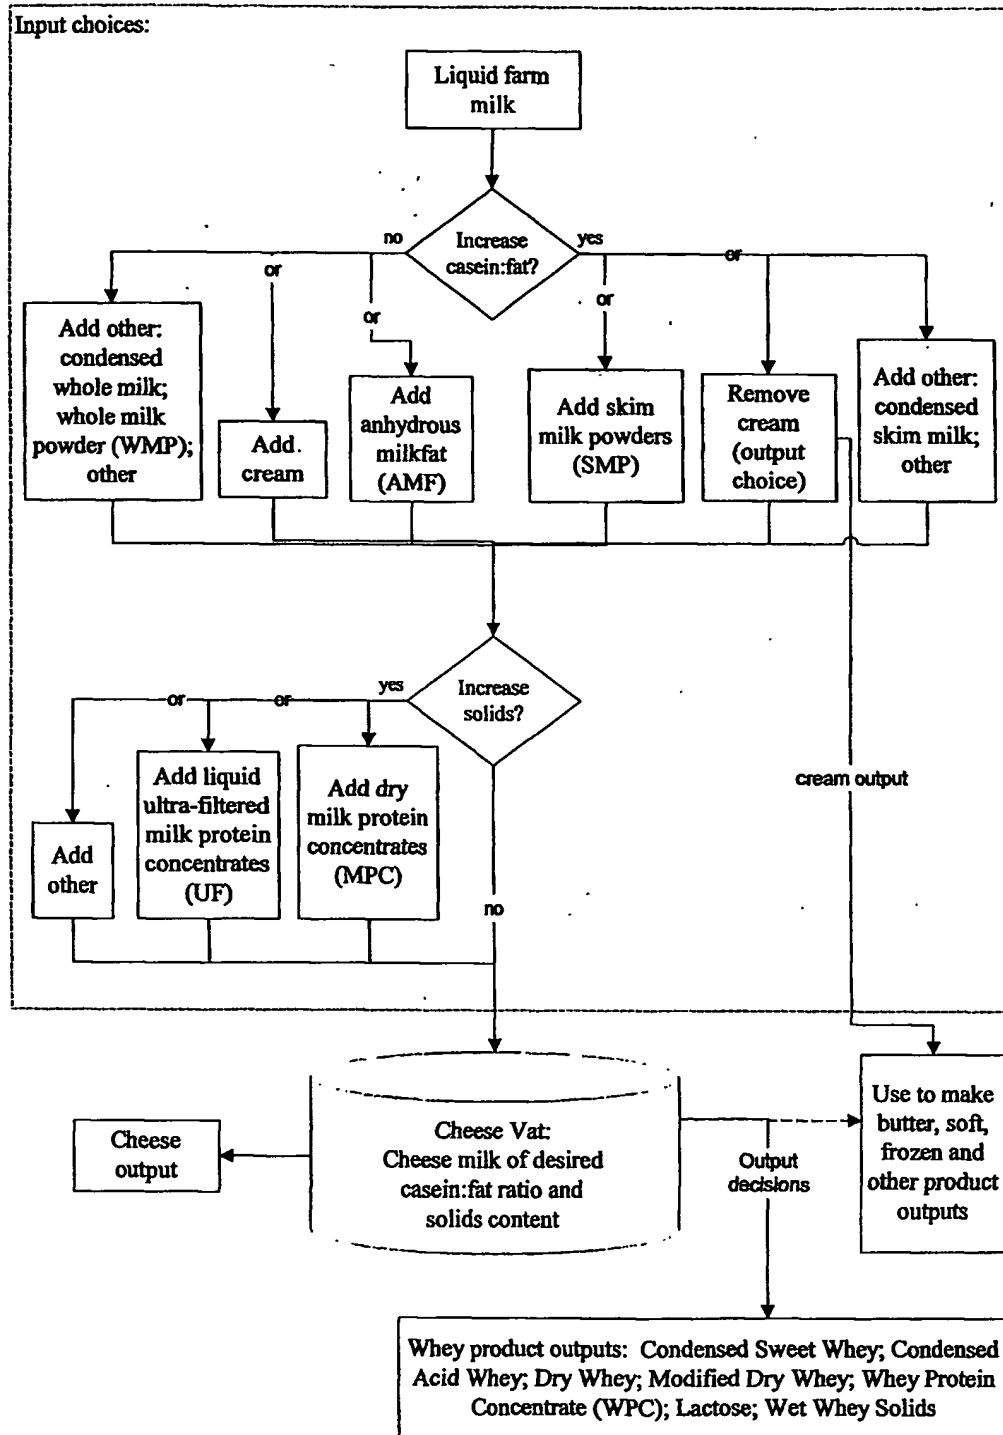 Input choices:
Liquid farm
milk
Increase
casein:fat?
no
yes
or
or
or
or
Add other:
condensed
whole milk;
whole milk
powder (WMP);
other
Add.
cream
Add
anhydrous
milkfat
(AMF)
Add skim
milk powders
(SMP)
Remove
cream
(output
choice)
Add other:
condensed
skim milk;
other
Increase
solids?
yes
or
or
no
Add
other
Add liquid
ultra-filtered
milk protein
concentrates
(UF)
Add dry
milk protein
concentrates
(MPC)
cream output
Cheese
output
Cheese Vat:
Cheese milk of desired
casein:fat ratio and
solids content
Output
decisions
Use to make
butter, soft,
frozen and
other product
outputs
Whey product outputs: Condensed Sweet Whey; Condensed
Acid Whey; Dry Whey; Modified Dry Whey; Whey Protein
Concentrate (WPC); Lactose; Wet Whey Solids